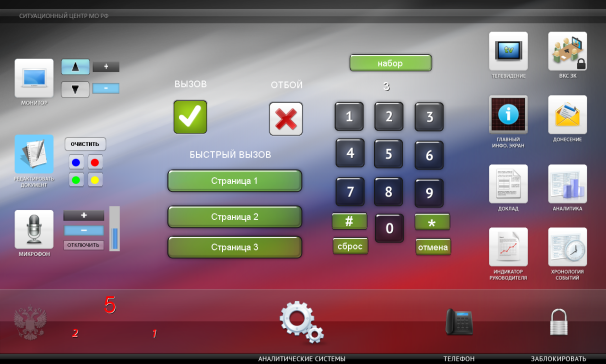 СИТУАЦИОННЫЙ ЦЕНТР МО РФ
набор
3
ВЫЗОВ
ОТБОЙ
МОНИТОР
▲ +
▼ –
ТЕЛЕВИДЕНИЕ
ВКС ЗК
1 2 3
ОЧИСТИТЬ
РЕДАКТИРОВАТЬ
ДОКУМЕНТ
БЫСТРЫЙ ВЫЗОВ
4 5 6
ГЛАВНЫЙ
ИНФО. ЭКРАН
ДОНЕСЕНИЕ
Страница 1
7 8 9
ДОКЛАД
АНАЛИТИКА
+
–
ОТКЛЮЧИТЬ
МИКРОФОН
Страница 2
# 0 *
Страница 3
сброс
отмена
ИНДИКАТОР
РУКОВОДИТЕЛЯ
ХРОНОЛОГИЯ
СОБЫТИЙ
5
2
1
АНАЛИТИЧЕСКИЕ СИСТЕМЫ
ТЕЛЕФОН
ЗАБЛОКИРОВАТЬ